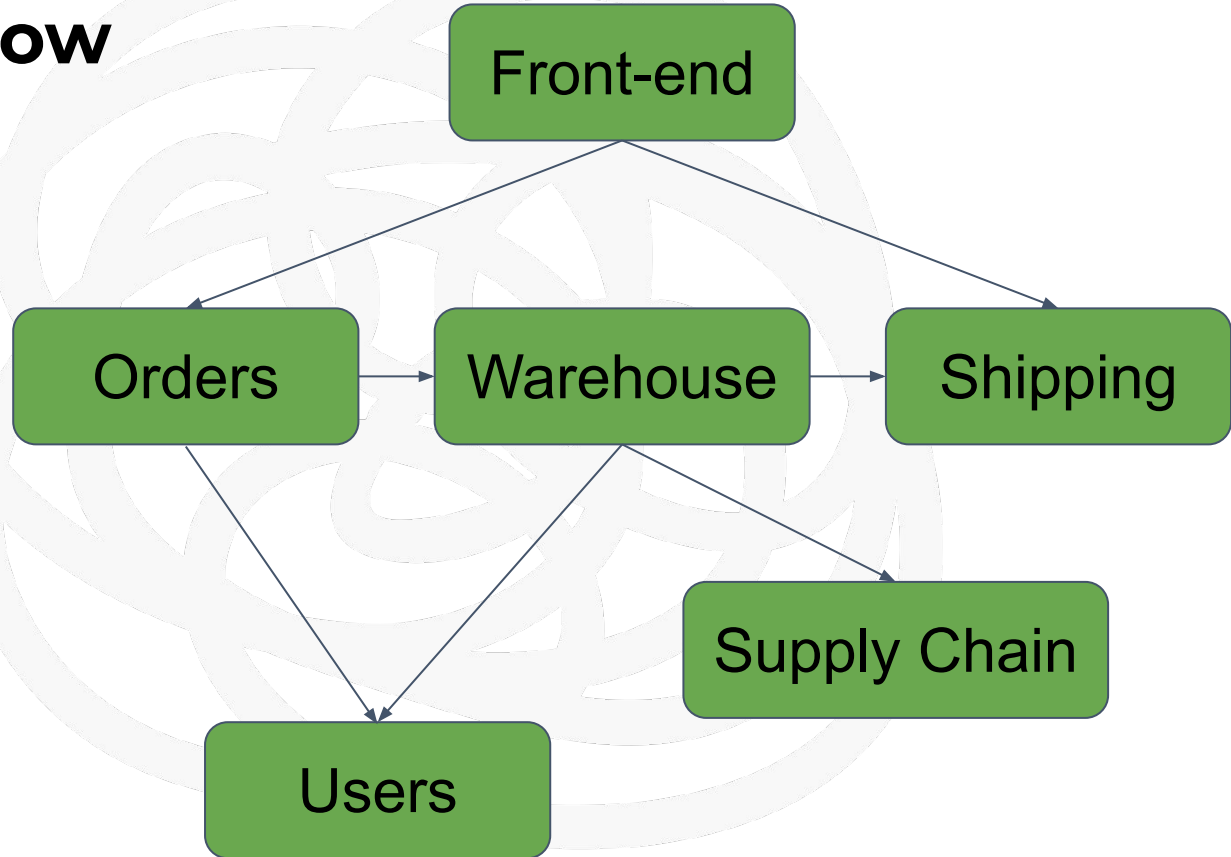 ow
Front-end
Orders
Warehouse
Shipping
Supply Chain
Users